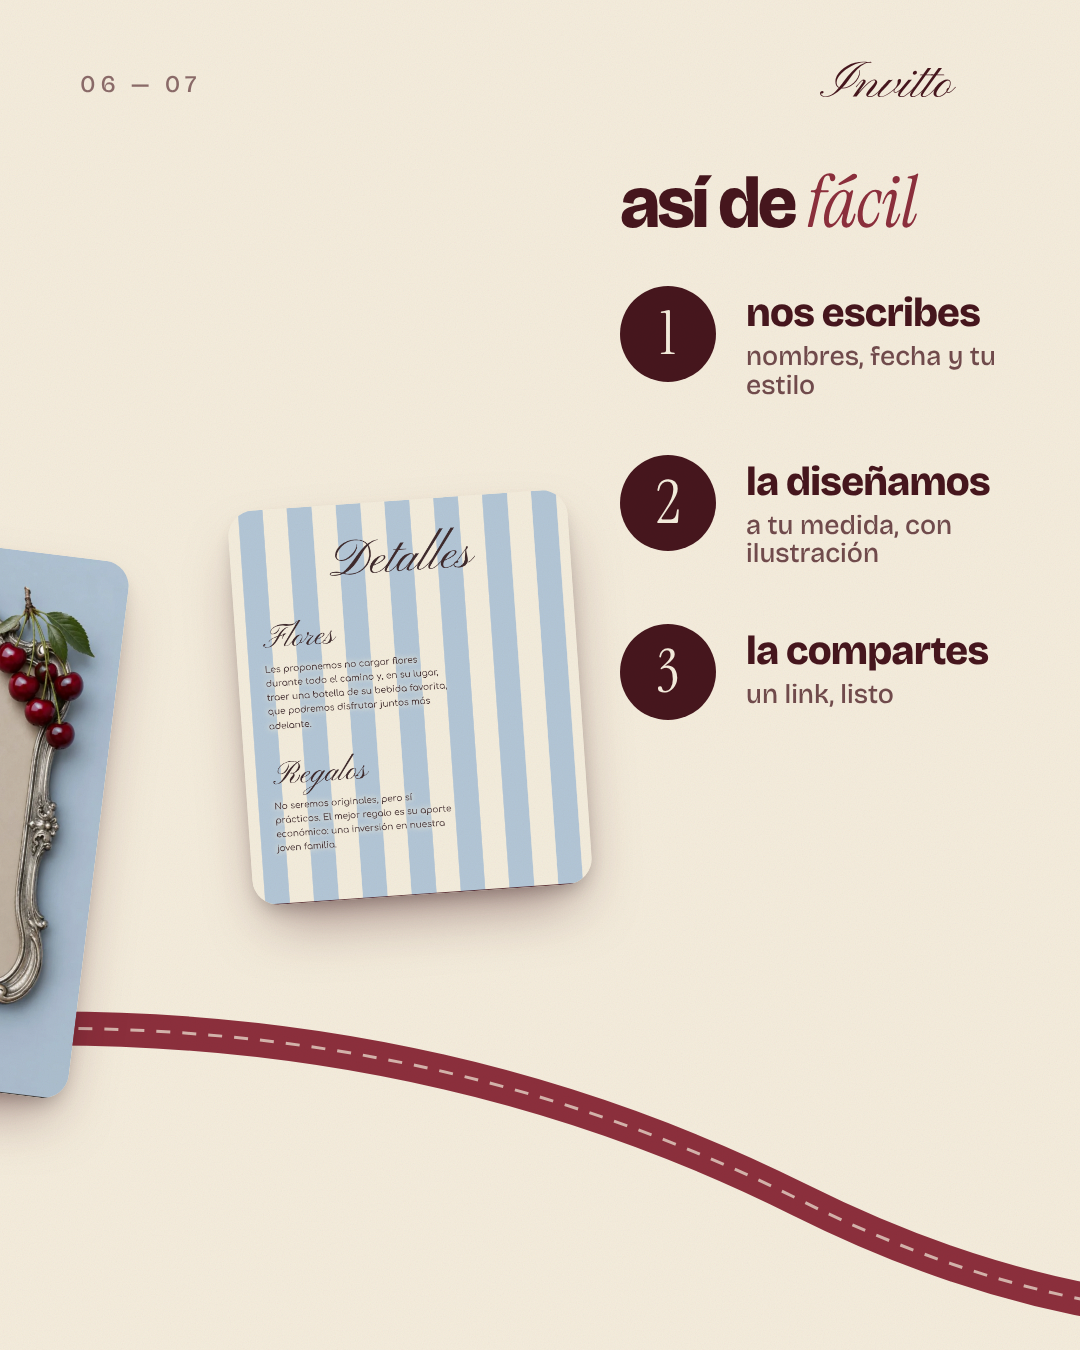 06 — 07
Invitto
así de fácil
1
nos escribes
nombres, fecha y tu
estilo
2
la diseñamos
a tu medida, con
ilustración
3
la compartes
un link, listo
Detalles
Flores
Les proponemos no cargar flores
durante todo el camino y, en su lugar,
traer una botella de su bebida favorita,
que podremos disfrutar juntos más
adelante.
Regalos
No seremos originales, pero sí
prácticos. El mejor regalo es su aporte
económico: una inversión en nuestra
joven familia.